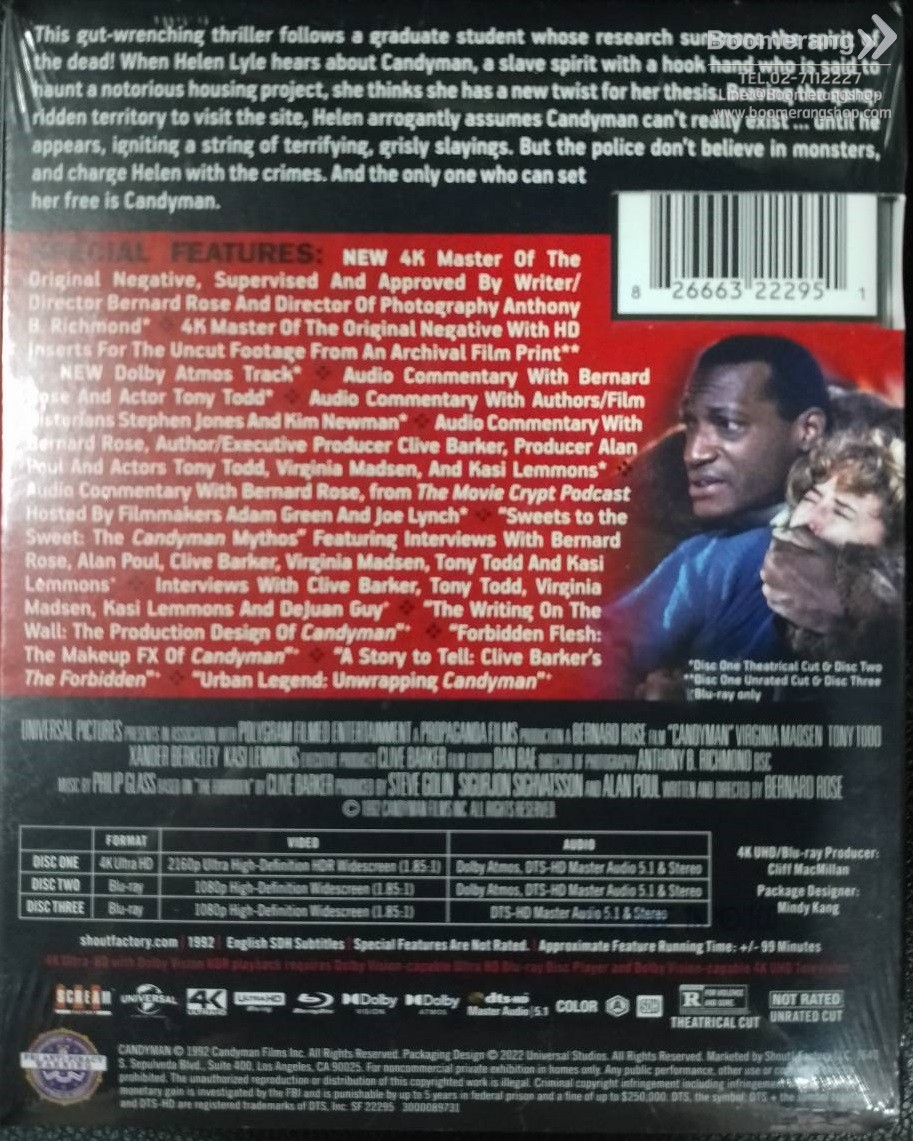 This gut-wrenching thriller follows a graduate student whose research summons the spirit of
the dead! When Helen Lyle hears about Candyman, a slave spirit with a hook hand who is said to
haunt a notorious housing project, she thinks she has a new twist for her thesis.
ridden territory to visit the site, Helen arrogantly assumes Candyman can't really exist ... until he
appears, igniting a string of terrifying, grisly slayings. But the police don't believe in monsters,
and charge Helen with the crimes. And the only one who can set
her free is Candyman.
Boomerang
TEL.02-7112227
Line:@Boomerangshop
www.boomerangshop.com
8 26663 22295 1
SPECIAL FEATURES: NEW 4K Master Of The
Original Negative, Supervised And Approved By Writer/
Director Bernard Rose And Director Of Photography Anthony
B. Richmond* 4K Master Of The Original Negative With HD
Inserts For The Uncut Footage From An Archival Film Print**
NEW Dolby Atmos Track* Audio Commentary With Bernard
Rose And Actor Tony Todd* Audio Commentary With Authors/Film
Historians Stephen Jones And Kim Newman* Audio Commentary With
Bernard Rose, Author/Executive Producer Clive Barker, Producer Alan
Poul And Actors Tony Todd, Virginia Madsen, And Kasi Lemmons*
Audio Commentary With Bernard Rose, from The Movie Crypt Podcast
Hosted By Filmmakers Adam Green And Joe Lynch* "Sweets to the
Sweet: The Candyman Mythos" Featuring Interviews With Bernard
Rose, Alan Poul, Clive Barker, Virginia Madsen, Tony Todd And Kasi
Lemmons+ Interviews With Clive Barker, Tony Todd, Virginia
Madsen, Kasi Lemmons And DeJuan Guy+ "The Writing On The
Wall: The Production Design Of Candyman"+ "Forbidden Flesh:
The Makeup FX Of Candyman"+ "A Story to Tell: Clive Barker's
The Forbidden"+ "Urban Legend: Unwrapping Candyman"+
*Disc One Theatrical Cut & Disc Two
**Disc One Unrated Cut & Disc Three
+Blu-ray only
UNIVERSAL PICTURES PRESENTS IN ASSOCIATION WITH POLYGRAM FILMED ENTERTAINMENT A PROPAGANDA FILMS PRODUCTION A BERNARD ROSE FILM "CANDYMAN" VIRGINIA MADSEN TONY TODD
XANDER BERKELEY KASI LEMMONS EXECUTIVE PRODUCER CLIVE BARKER FILM EDITOR DAN RAE DIRECTOR OF PHOTOGRAPHY ANTHONY B. RICHMOND BSC
MUSIC BY PHILIP GLASS BASED ON "THE FORBIDDEN" BY CLIVE BARKER PRODUCED BY STEVE GOLIN SIGURJON SIGHVATSSON AND ALAN POUL WRITTEN AND DIRECTED BY BERNARD ROSE
© 1992 CANDYMAN FILMS INC. ALL RIGHTS RESERVED.
FORMAT VIDEO AUDIO
DISC ONE 4K Ultra HD 2160p Ultra High-Definition HDR Widescreen (1.85:1) Dolby Atmos, DTS-HD Master Audio 5.1 & Stereo
DISC TWO Blu-ray 1080p High-Definition Widescreen (1.85:1) Dolby Atmos, DTS-HD Master Audio 5.1 & Stereo
DISC THREE Blu-ray 1080p High-Definition Widescreen (1.85:1) DTS-HD Master Audio 5.1 & Stereo
4K UHD/Blu-ray Producer:
Cliff MacMillan
Package Designer:
Mindy Kang
shoutfactory.com | 1992 | English SDH Subtitles | Special Features Are Not Rated. | Approximate Feature Running Time: +/- 99 Minutes
4K Ultra-HD with Dolby Vision HDR playback requires Dolby Vision-capable Ultra HD Blu-ray Disc Player and Dolby Vision-capable 4K UHD Television
SCREAM UNIVERSAL 4K ULTRA HD ULTRA HD Blu-ray Blu-ray Disc Dolby VISION Dolby ATMOS dts-HD Master Audio 5.1 COLOR R FOR VIOLENCE AND GORE. THEATRICAL CUT NOT RATED UNRATED CUT
CANDYMAN © 1992 Candyman Films Inc. All Rights Reserved. Packaging Design © 2022 Universal Studios. All Rights Reserved. Marketed by Shout! Factory
S. Sepulveda Blvd., Suite 400, Los Angeles, CA 90025. For noncommercial private exhibition in homes only. Any public performance, other use or
prohibited. The unauthorized reproduction or distribution of this copyrighted work is illegal. Criminal copyright infringement including infringement
monetary gain is investigated by the FBI and is punishable by up to 5 years in federal prison and a fine of up to $250,000. DTS, the symbol, DTS + the
and DTS-HD are registered trademarks of DTS, Inc. SF 22295 3000089731